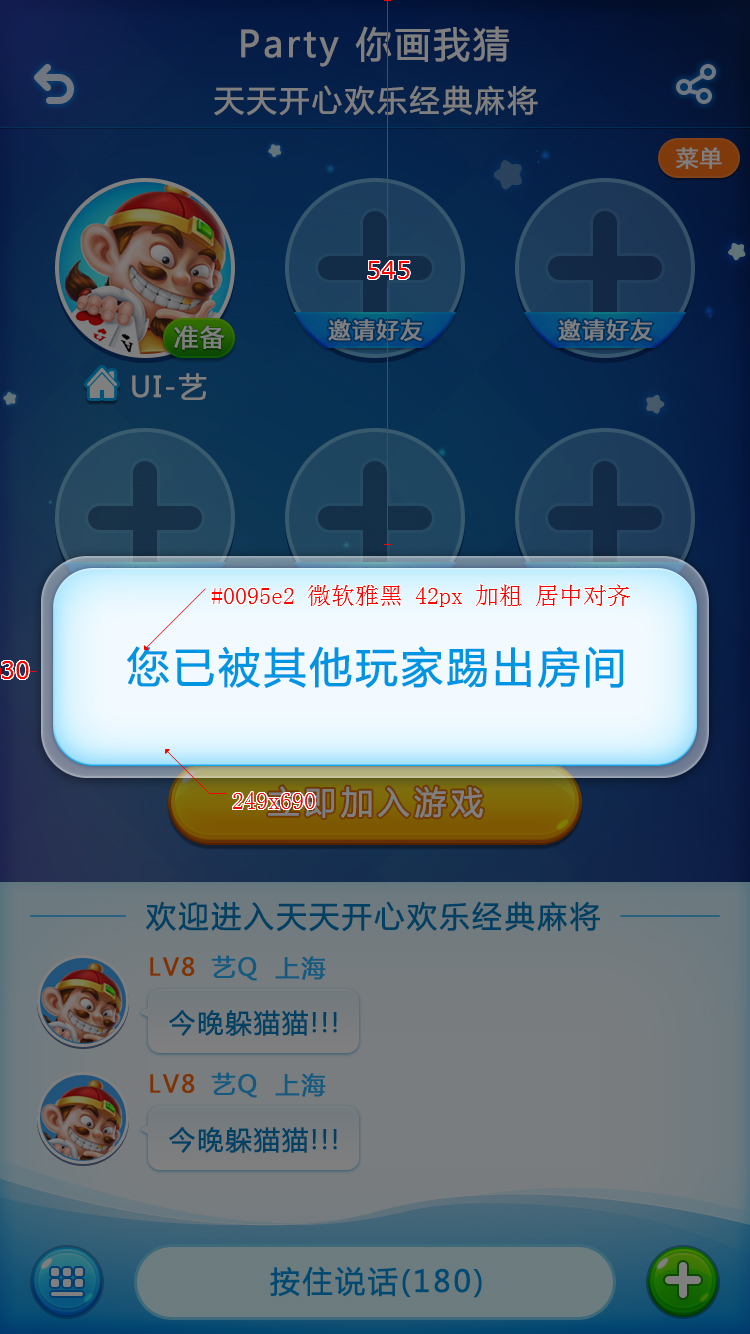 Party 你画我猜
天天开心欢乐经典麻将
菜单
545
准备
邀请好友
邀请好友
UI-艺
#0095e2 微软雅黑 42px 加粗 居中对齐
30
您已被其他玩家踢出房间
249x690
立即加入游戏
欢迎进入天天开心欢乐经典麻将
LV8 艺Q 上海
今晚躲猫猫!!!
LV8 艺Q 上海
今晚躲猫猫!!!
按住说话(180)